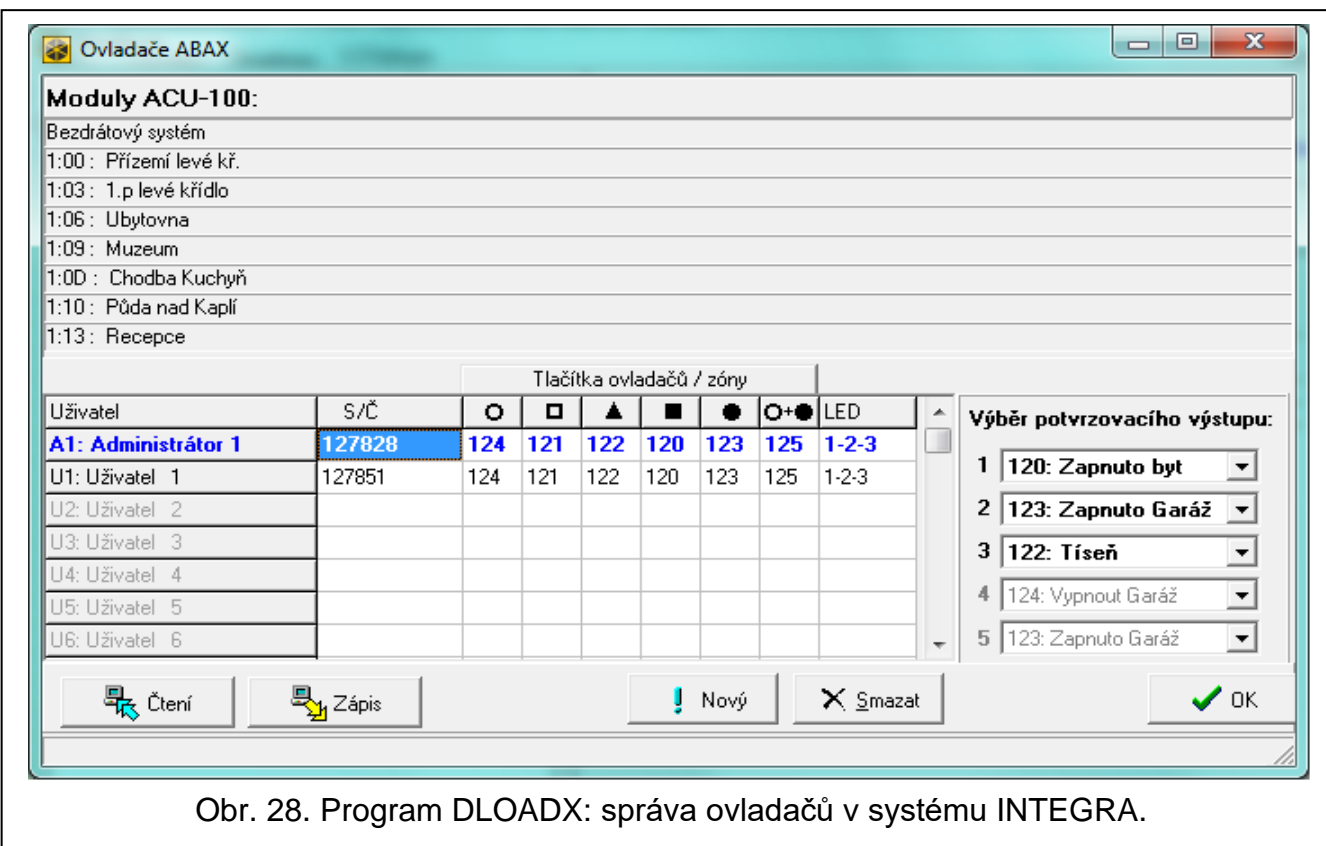 Ovladače ABAX
Moduly ACU-100:
Bezdrátový systém
1:00 : Přízemí levé kř.
1:03 : 1.p levé křídlo
1:06 : Ubytovna
1:09 : Muzeum
1:0D : Chodba Kuchyň
1:10 : Půda nad Kaplí
1:13 : Recepce
Tlačítka ovladačů / zóny
Uživatel S/Č LED
A1: Administrátor 1 127828 124 121 122 120 123 125 1-2-3
U1: Uživatel 1 127851 124 121 122 120 123 125 1-2-3
U2: Uživatel 2
U3: Uživatel 3
U4: Uživatel 4
U5: Uživatel 5
U6: Uživatel 6
Výběr potvrzovacího výstupu:
1 120: Zapnuto byt
2 123: Zapnuto Garáž
3 122: Tíseň
4 124: Vypnout Garáž
5 123: Zapnuto Garáž
Čtení Zápis Nový Smazat OK
Obr. 28. Program DLOADX: správa ovladačů v systému INTEGRA.